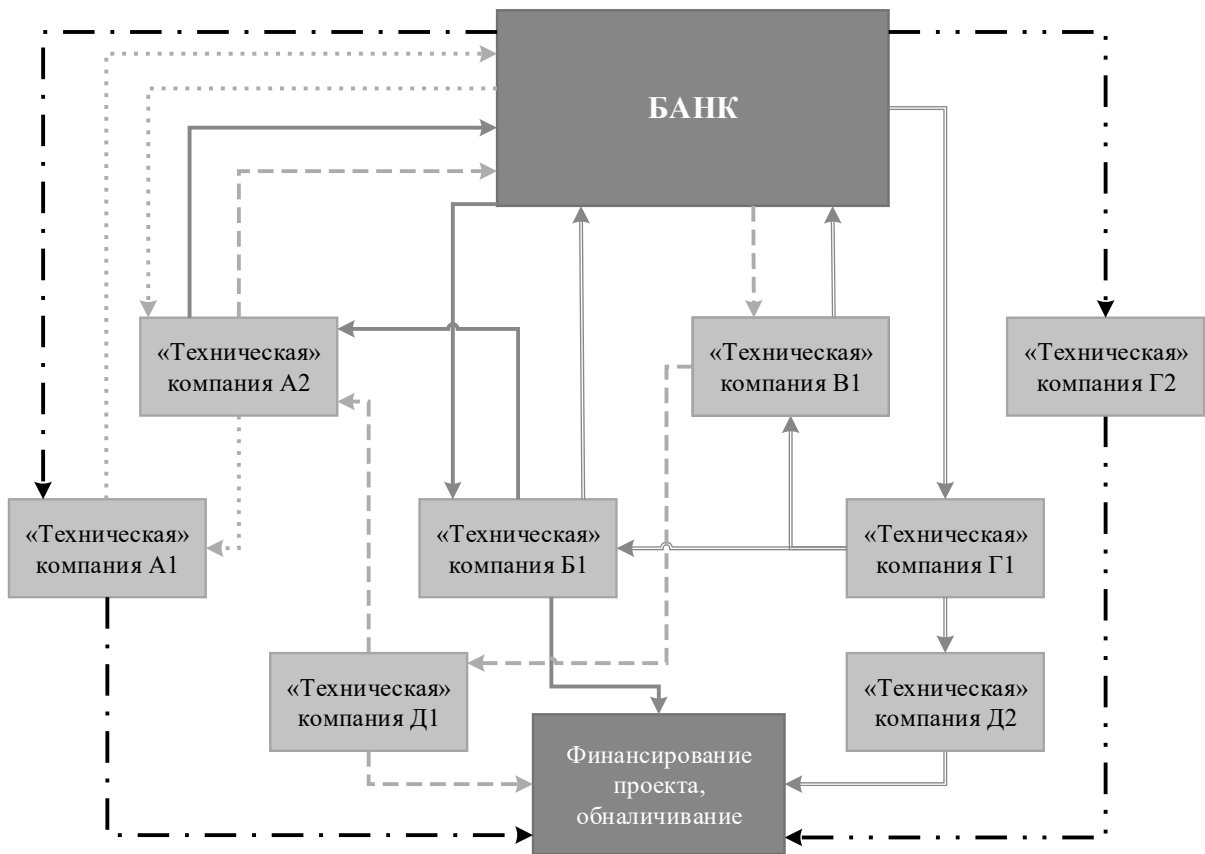 БАНК
«Техническая»
компания А2
«Техническая»
компания В1
«Техническая»
компания Г2
«Техническая»
компания А1
«Техническая»
компания Б1
«Техническая»
компания Г1
«Техническая»
компания Д1
«Техническая»
компания Д2
Финансирование
проекта,
обналичивание